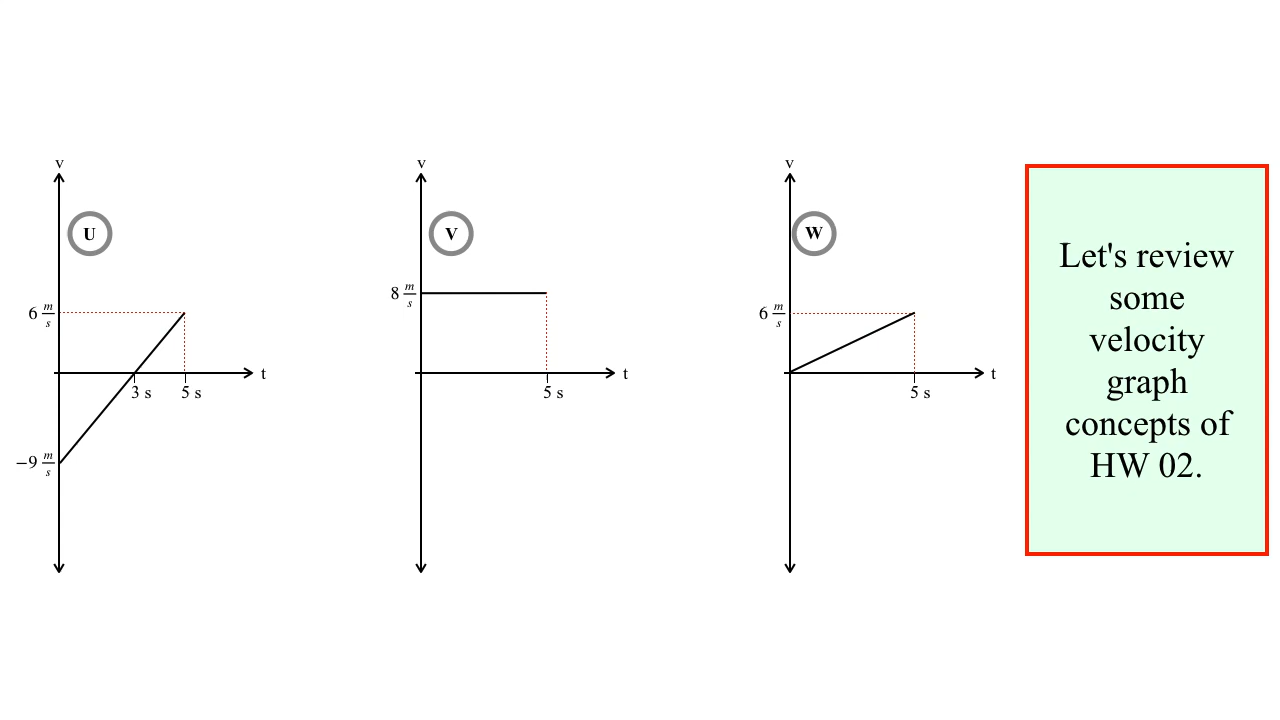 v
U
6 m/s
t
3 s
5 s
−9 m/s
v
V
8 m/s
t
5 s
v
W
6 m/s
t
5 s
Let's review
some
velocity
graph
concepts of
HW 02.